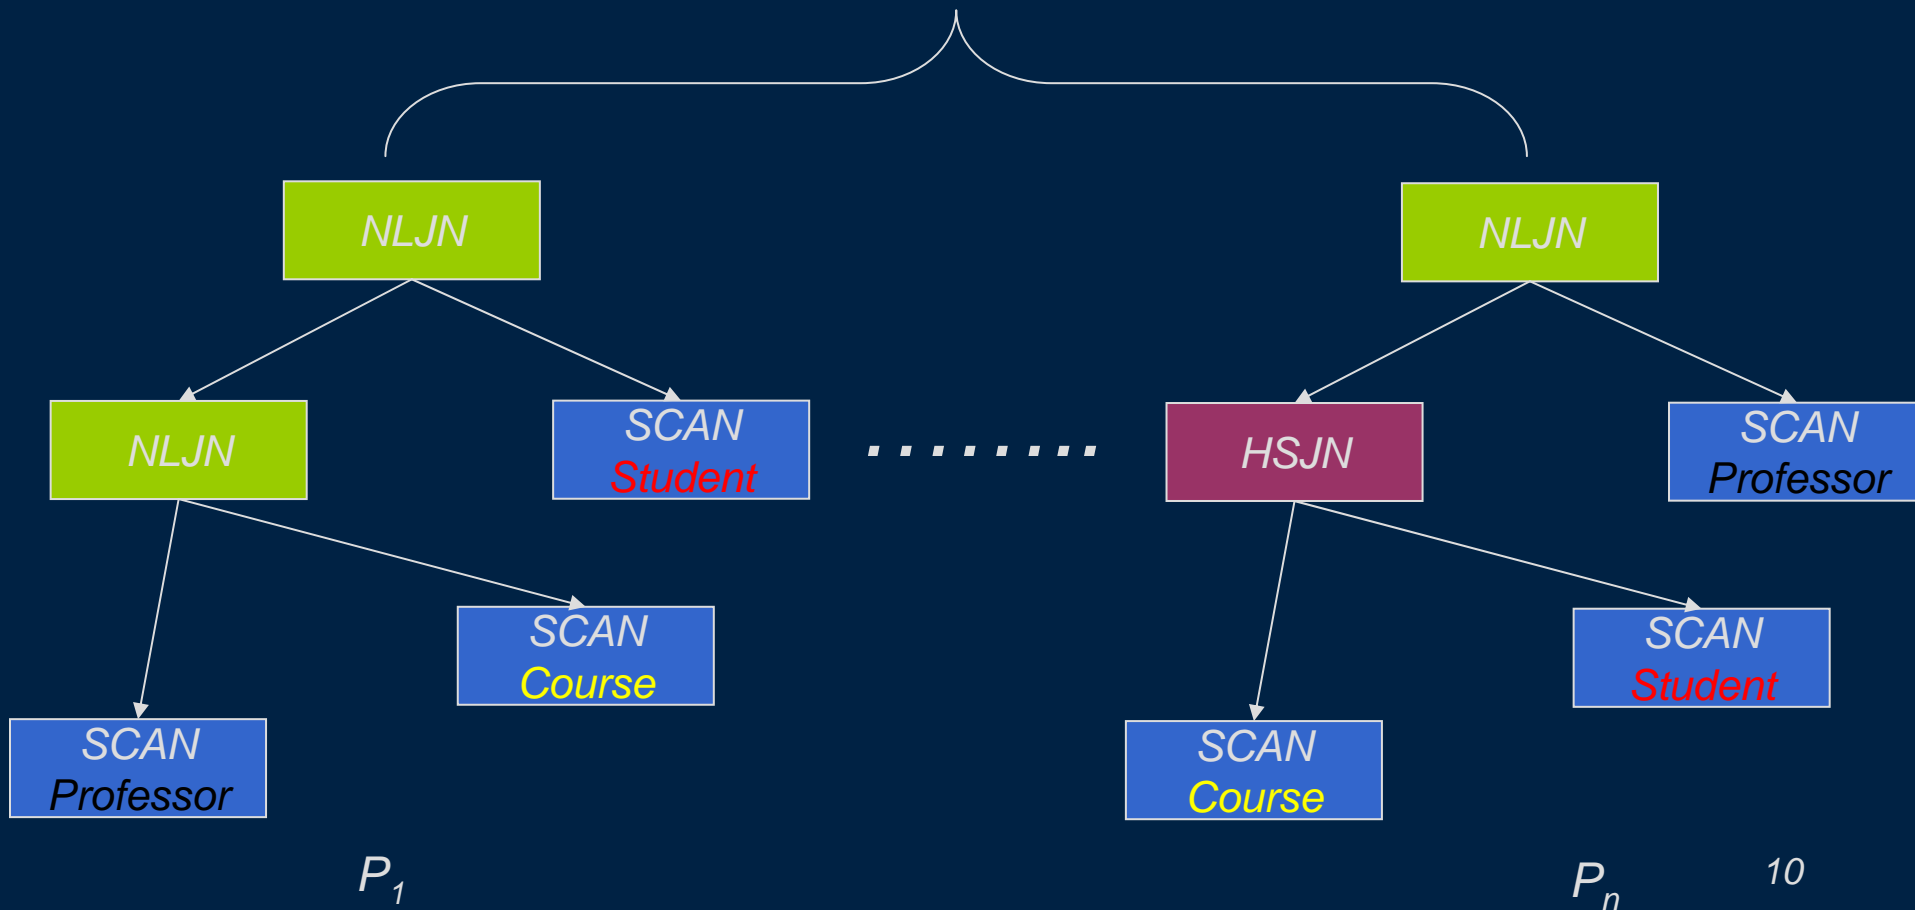 NLJN
NLJN
NLJN
SCAN
Student
........
HSJN
SCAN
Professor
SCAN
Course
SCAN
Student
SCAN
Professor
SCAN
Course
P1
Pn
10